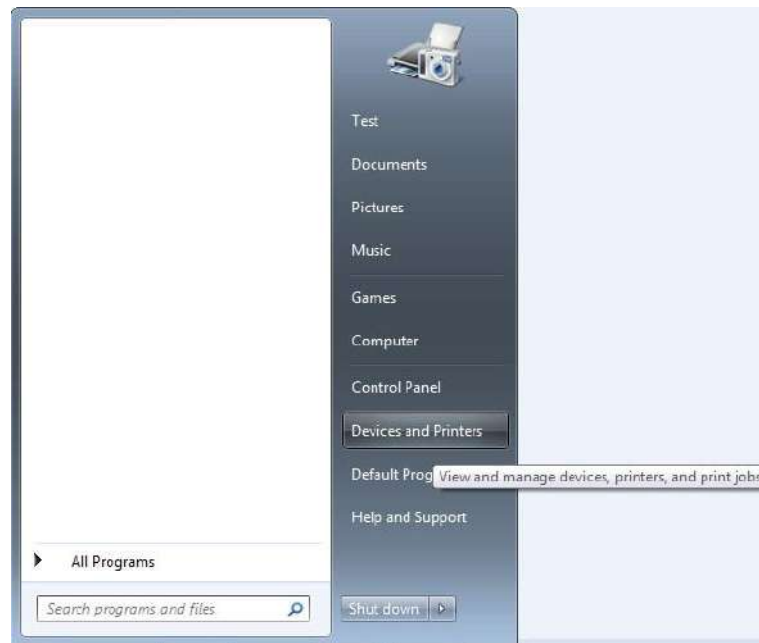 Test
Documents
Pictures
Music
Games
Computer
Control Panel
Devices and Printers
Default Prog
View and manage devices, printers, and print jobs
Help and Support
All Programs
Search programs and files
Shut down